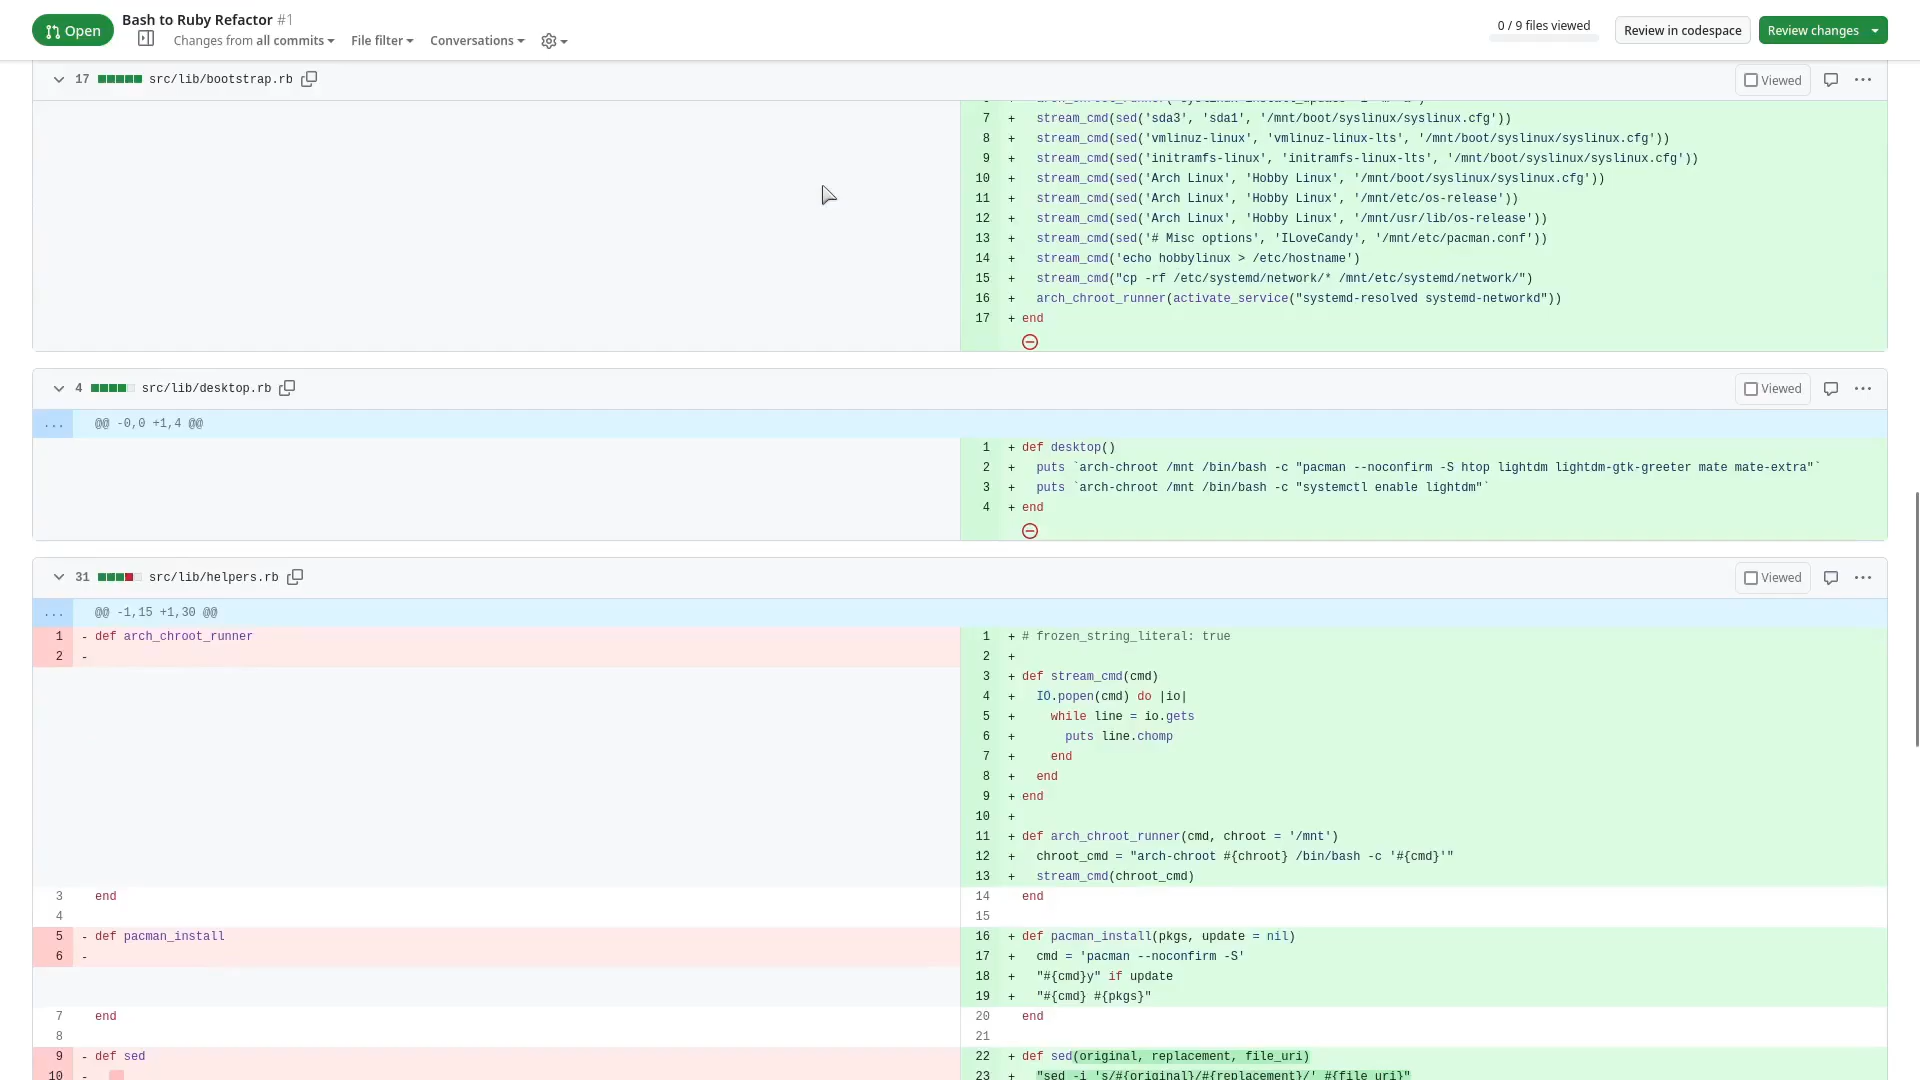 Open
Bash to Ruby Refactor #1
Changes from all commits
File filter
Conversations
0 / 9 files viewed
Review in codespace
Review changes
17 src/lib/bootstrap.rb
Viewed
7 + stream_cmd(sed('sda3', 'sda1', '/mnt/boot/syslinux/syslinux.cfg'))
8 + stream_cmd(sed('vmlinuz-linux', 'vmlinuz-linux-lts', '/mnt/boot/syslinux/syslinux.cfg'))
9 + stream_cmd(sed('initramfs-linux', 'initramfs-linux-lts', '/mnt/boot/syslinux/syslinux.cfg'))
10 + stream_cmd(sed('Arch Linux', 'Hobby Linux', '/mnt/boot/syslinux/syslinux.cfg'))
11 + stream_cmd(sed('Arch Linux', 'Hobby Linux', '/mnt/etc/os-release'))
12 + stream_cmd(sed('Arch Linux', 'Hobby Linux', '/mnt/usr/lib/os-release'))
13 + stream_cmd(sed('# Misc options', 'ILoveCandy', '/mnt/etc/pacman.conf'))
14 + stream_cmd('echo hobbylinux > /etc/hostname')
15 + stream_cmd("cp -rf /etc/systemd/network/* /mnt/etc/systemd/network/")
16 + arch_chroot_runner(activate_service("systemd-resolved systemd-networkd"))
17 + end
4 src/lib/desktop.rb
Viewed
... @@ -0,0 +1,4 @@
1 + def desktop()
2 + puts `arch-chroot /mnt /bin/bash -c "pacman --noconfirm -S htop lightdm lightdm-gtk-greeter mate mate-extra"`
3 + puts `arch-chroot /mnt /bin/bash -c "systemctl enable lightdm"`
4 + end
31 src/lib/helpers.rb
Viewed
... @@ -1,15 +1,30 @@
1 - def arch_chroot_runner
2 -
1 + # frozen_string_literal: true
2 +
3 + def stream_cmd(cmd)
4 + IO.popen(cmd) do |io|
5 + while line = io.gets
6 + puts line.chomp
7 + end
8 + end
9 + end
10 +
11 + def arch_chroot_runner(cmd, chroot = '/mnt')
12 + chroot_cmd = "arch-chroot #{chroot} /bin/bash -c '#{cmd}'"
13 + stream_cmd(chroot_cmd)
3 end
14 end
4
15
5 - def pacman_install
6 -
16 + def pacman_install(pkgs, update = nil)
17 + cmd = 'pacman --noconfirm -S'
18 + "#{cmd}y" if update
19 + "#{cmd} #{pkgs}"
7 end
20 end
8
21
9 - def sed
10 -
22 + def sed(original, replacement, file_uri)
23 + "sed -i 's/#{original}/#{replacement}/' #{file_uri}"